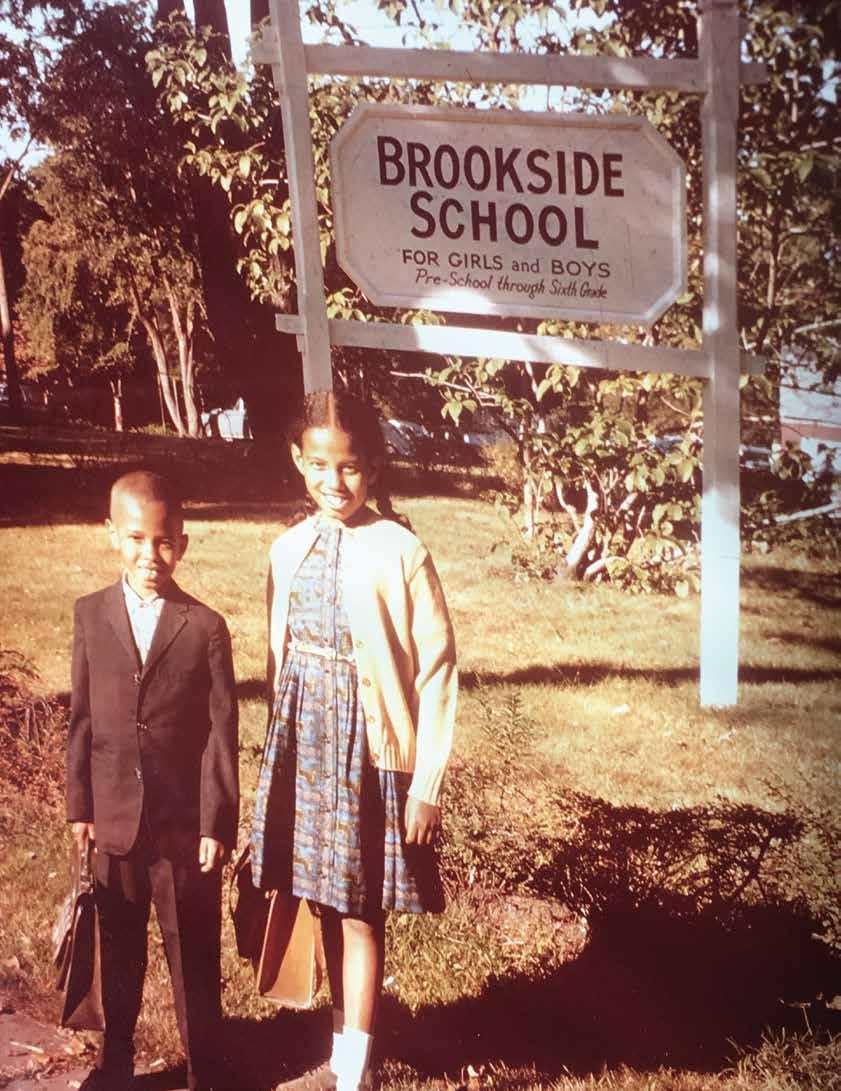 BROOKSIDE
SCHOOL
FOR GIRLS and BOYS
Pre-School through Sixth Grade